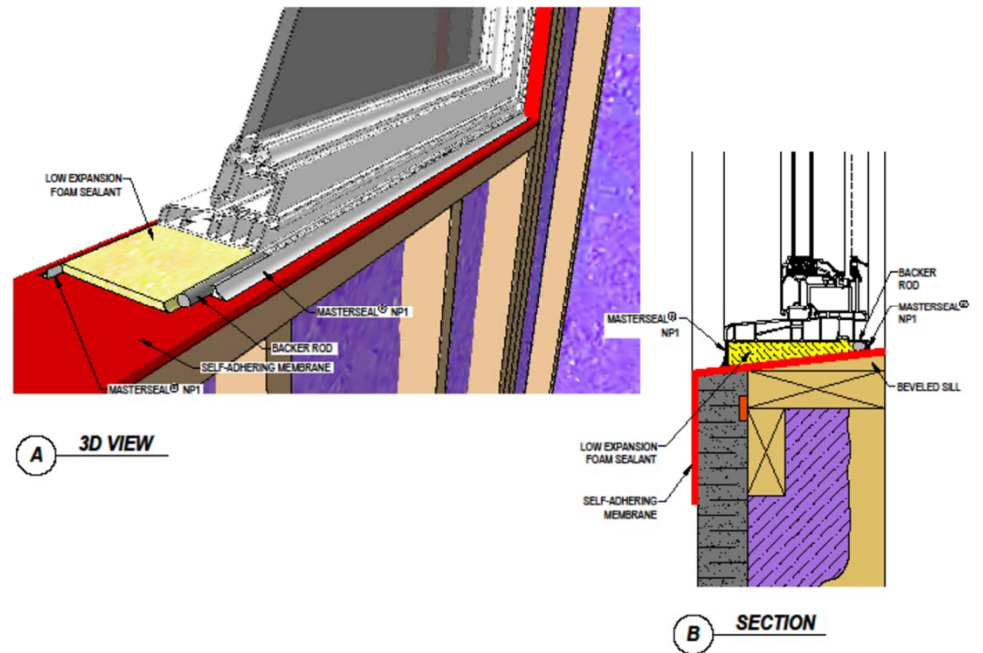 LOW EXPANSION
FOAM SEALANT
MASTERSEAL® NP1
BACKER ROD
SELF-ADHERING MEMBRANE
MASTERSEAL® NP1
A
3D VIEW
BACKER
ROD
MASTERSEAL®
NP1
MASTERSEAL®
NP1
BEVELED SILL
LOW EXPANSION
FOAM SEALANT
SELF-ADHERING
MEMBRANE
B
SECTION